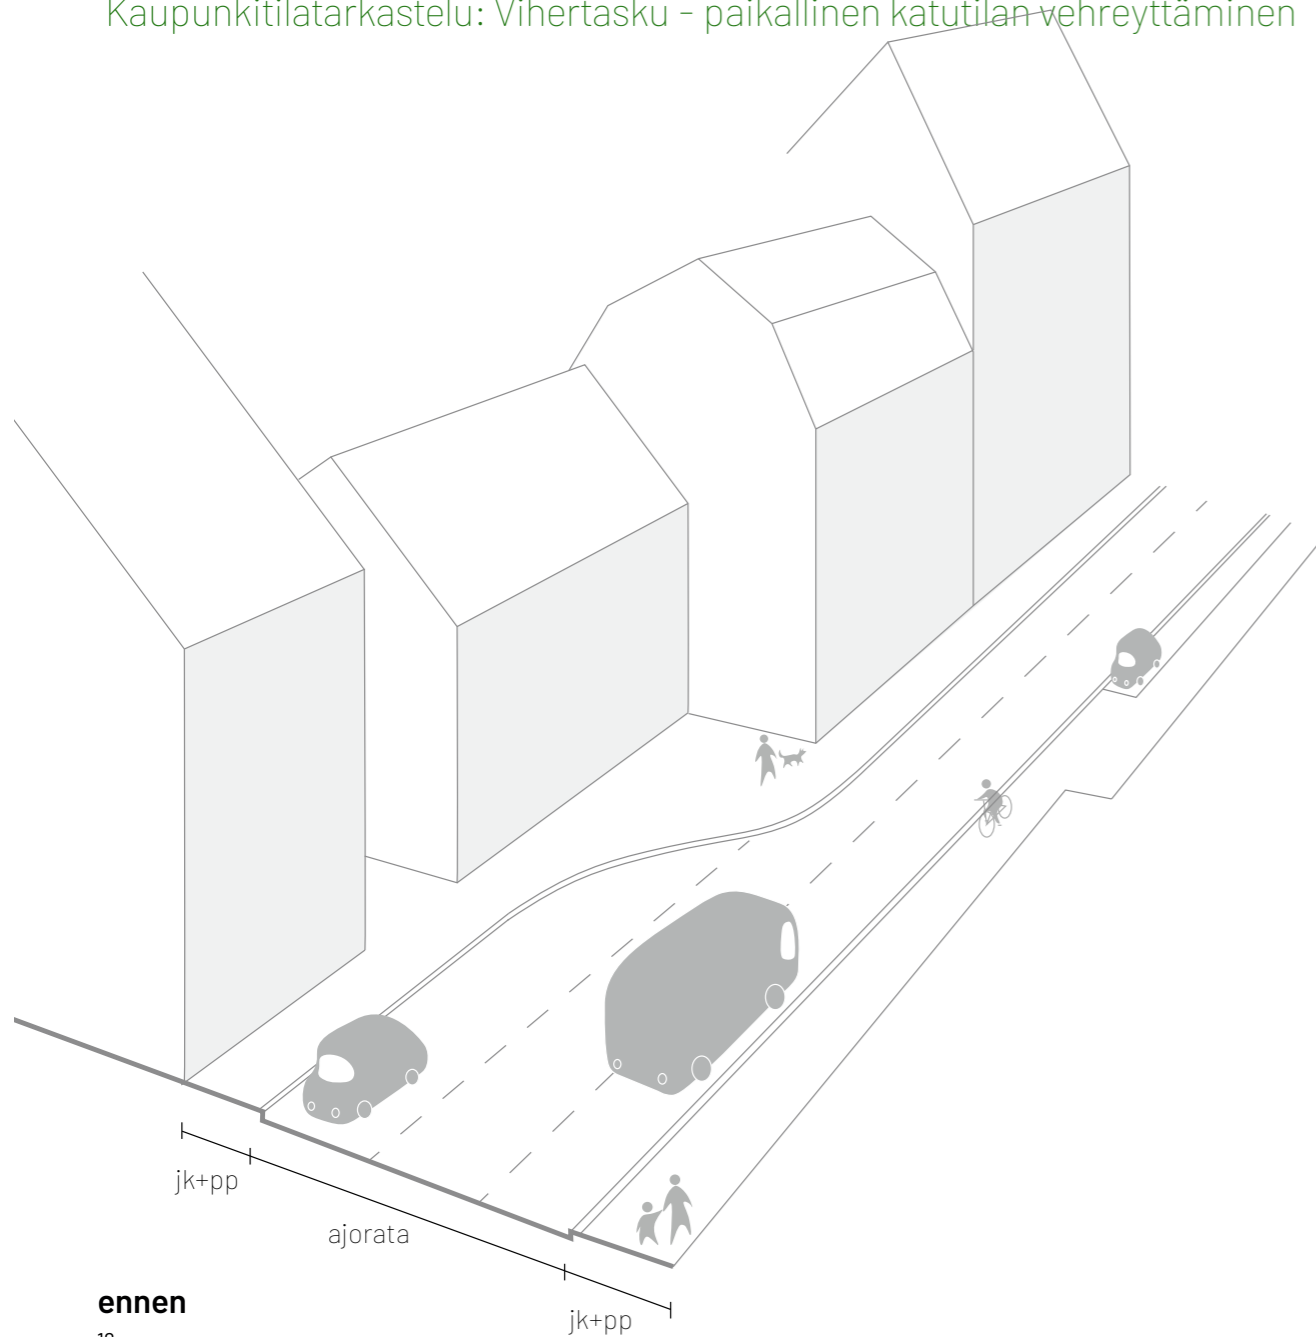 Kaupunkitilatarkastelu: Vihertasku - paikallinen katutilan vehreyttäminen
jk+pp
ajorata
jk+pp
ennen